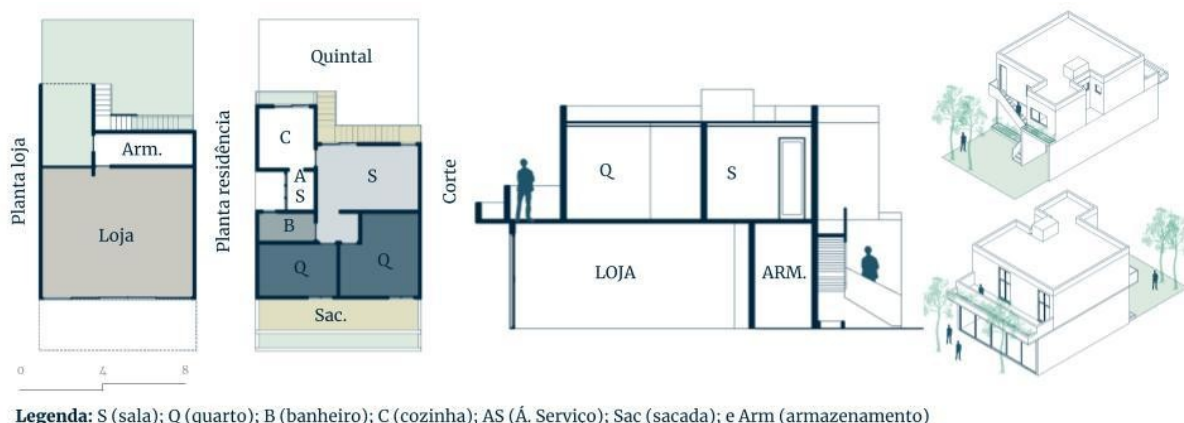 Planta loja
Arm.
Loja
0 4 8
Planta residência
Quintal
C
A
S
S
B
Q
Q
Sac.
Corte
Q
S
LOJA
ARM.
Legenda: S (sala); Q (quarto); B (banheiro); C (cozinha); AS (Á. Serviço); Sac (sacada); e Arm (armazenamento)